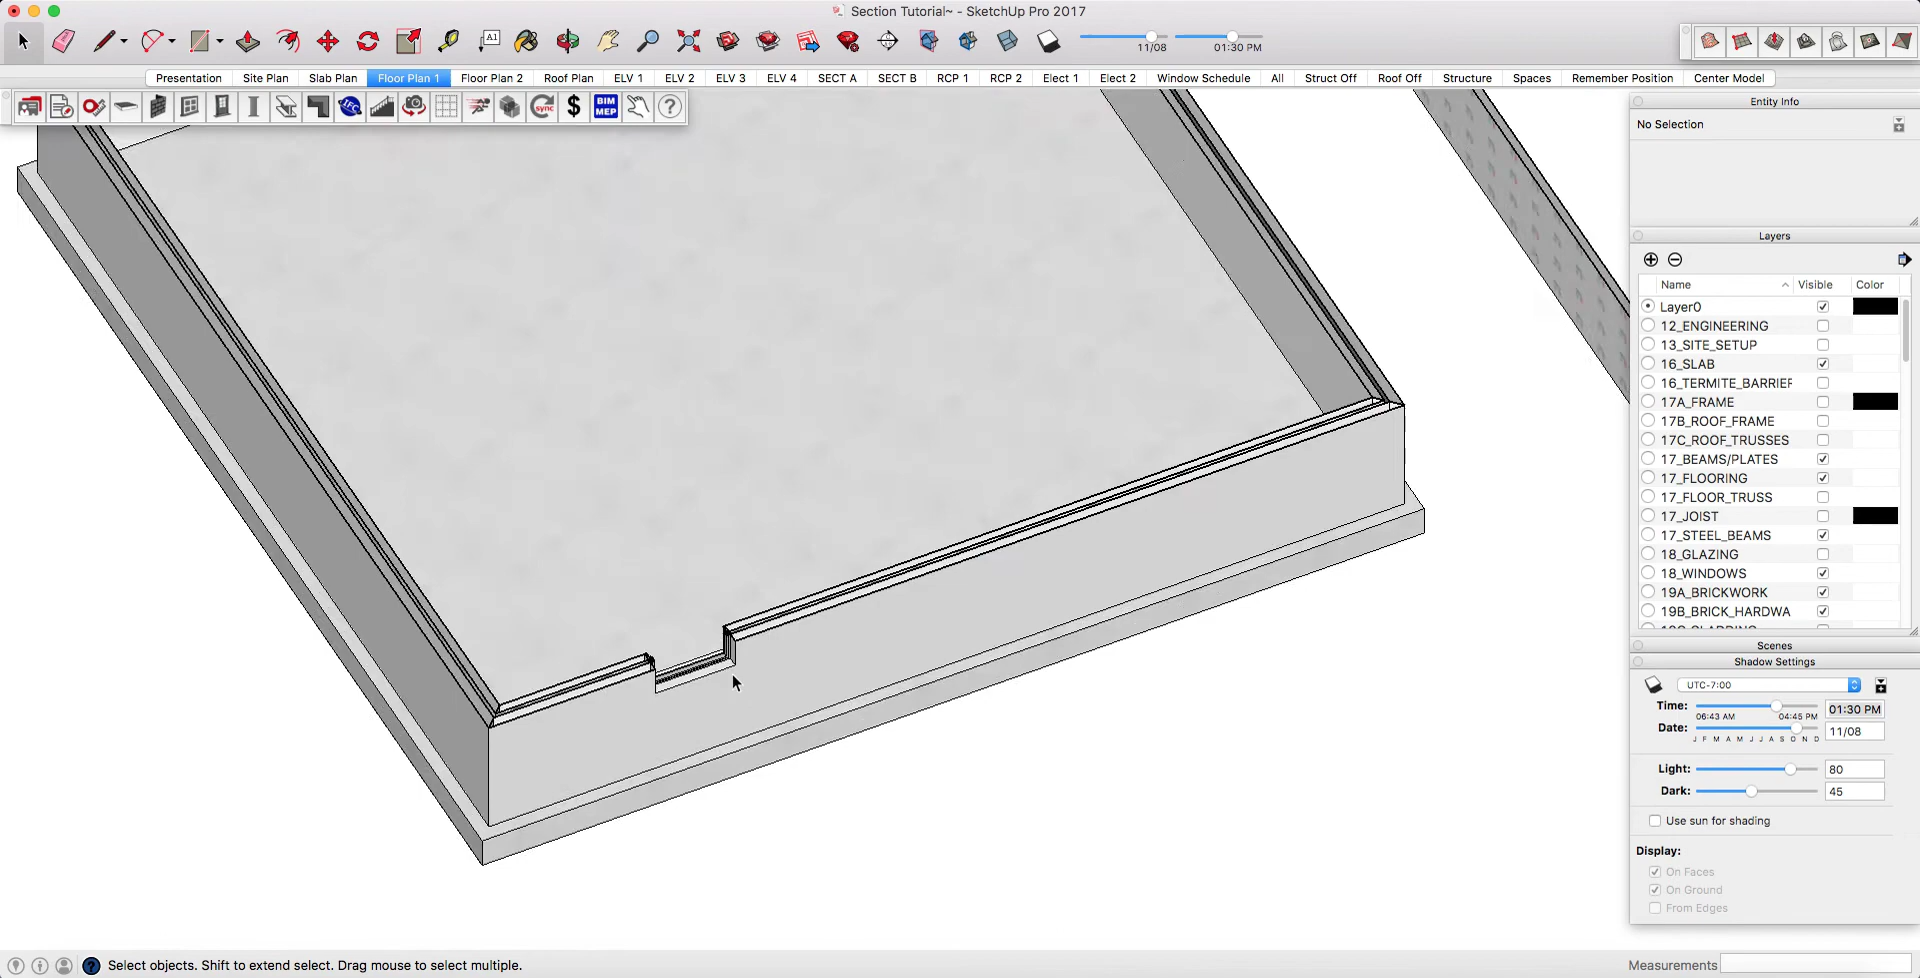 Section Tutorial~ - SketchUp Pro 2017
A1
11/08
01:30 PM
Presentation Site Plan Slab Plan Floor Plan 1 Floor Plan 2 Roof Plan ELV 1 ELV 2 ELV 3 ELV 4 SECT A SECT B RCP 1 RCP 2 Elect 1 Elect 2 Window Schedule All Struct Off Roof Off Structure Spaces Remember Position Center Model
IFC
sync
$
BIM
MEP
?
Entity Info
No Selection
Layers
Name Visible Color
Layer0
12_ENGINEERING
13_SITE_SETUP
16_SLAB
16_TERMITE_BARRIEF
17A_FRAME
17B_ROOF_FRAME
17C_ROOF_TRUSSES
17_BEAMS/PLATES
17_FLOORING
17_FLOOR_TRUSS
17_JOIST
17_STEEL_BEAMS
18_GLAZING
18_WINDOWS
19A_BRICKWORK
19B_BRICK_HARDWA
Scenes
Shadow Settings
UTC-7:00
Time: 01:30 PM
06:43 AM 04:45 PM
Date: 11/08
J F M A M J J A S O N D
Light: 80
Dark: 45
Use sun for shading
Display:
On Faces
On Ground
From Edges
? Select objects. Shift to extend select. Drag mouse to select multiple.
Measurements